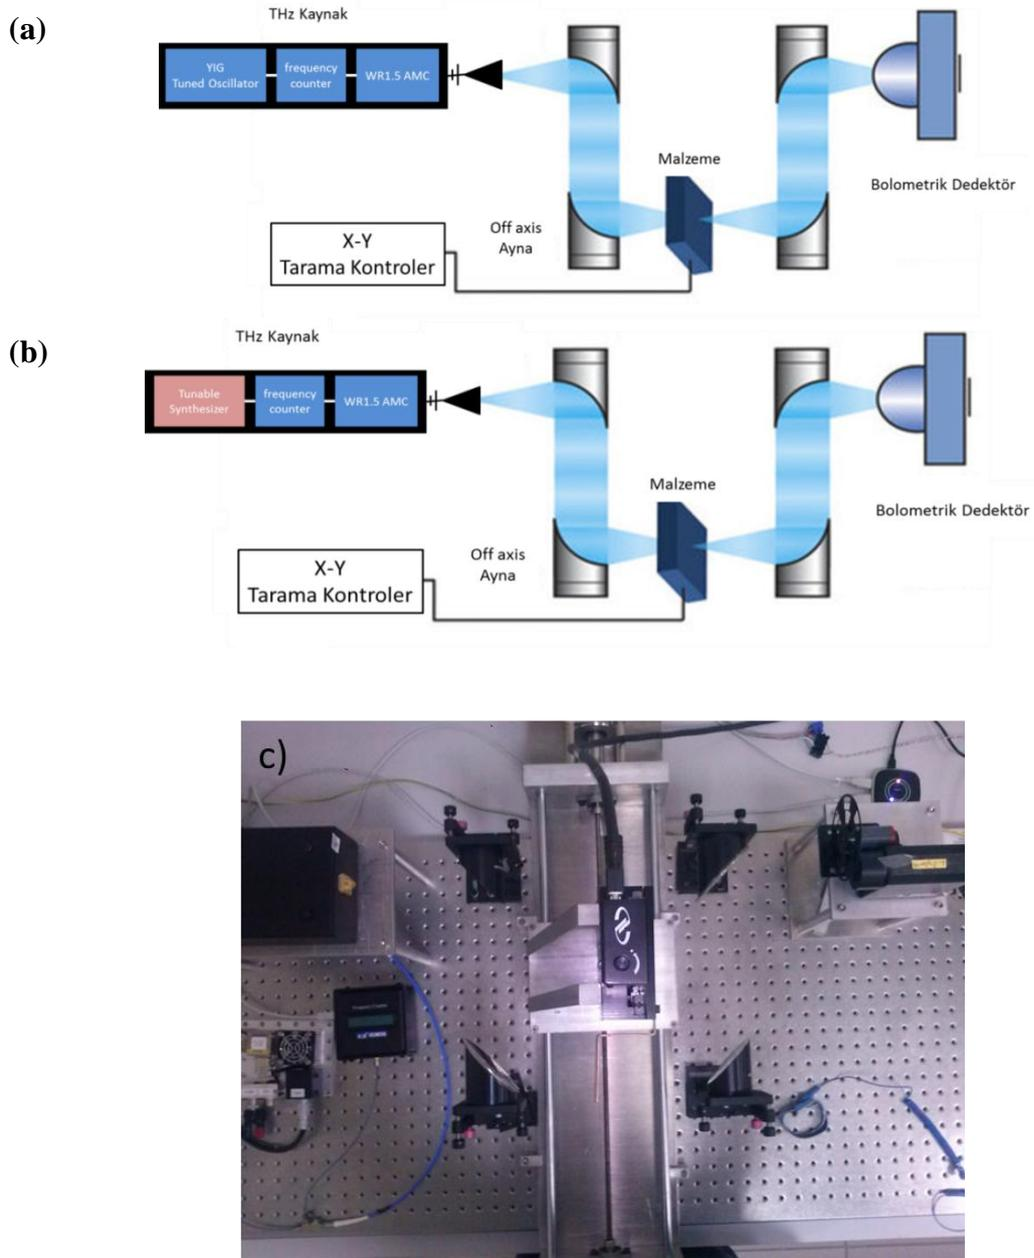 (a)
THz Kaynak
YIG
Tuned Oscillator
frequency
counter
WR1.5 AMC
Malzeme
Bolometrik Dedektör
Off axis
Ayna
X-Y
Tarama Kontroler
(b)
THz Kaynak
Tunable
Synthesizer
frequency
counter
WR1.5 AMC
Malzeme
Bolometrik Dedektör
Off axis
Ayna
X-Y
Tarama Kontroler
c)